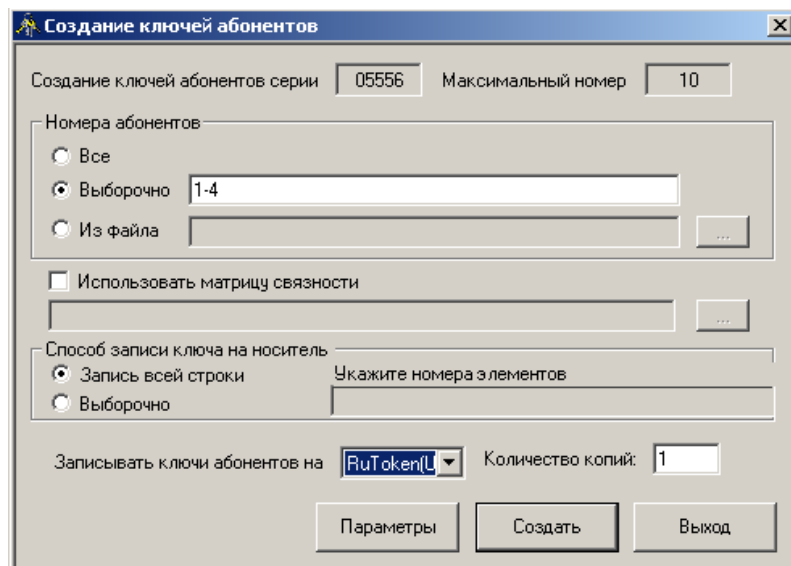 Создание ключей абонентов
Создание ключей абонентов серии 05556 Максимальный номер 10
Номера абонентов
Все
Выборочно 1-4
Из файла ...
Использовать матрицу связности
...
Способ записи ключа на носитель
Запись всей строки Укажите номера элементов
Выборочно
Записывать ключи абонентов на RuToken(U Количество копий: 1
Параметры Создать Выход